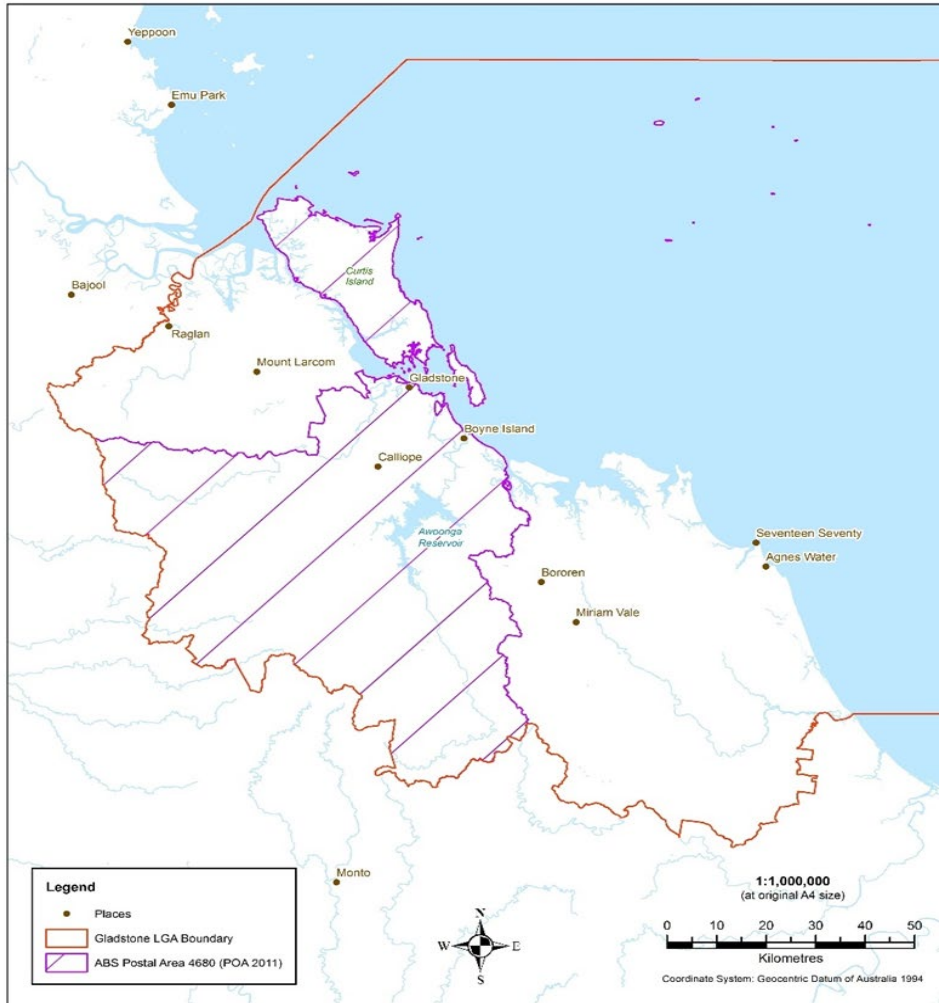 Yeppoon
Emu Park
Curtis
Island
Bajool
Raglan
Mount Larcom
Gladstone
Boyne Island
Calliope
Awoonga
Reservoir
Seventeen Seventy
Agnes Water
Bororen
Miriam Vale
Monto
Legend
Places
Gladstone LGA Boundary
ABS Postal Area 4680 (POA 2011)
N
W E
S
1:1,000,000
(at original A4 size)
0 10 20 30 40 50
Kilometres
Coordinate System: Geocentric Datum of Australia 1994